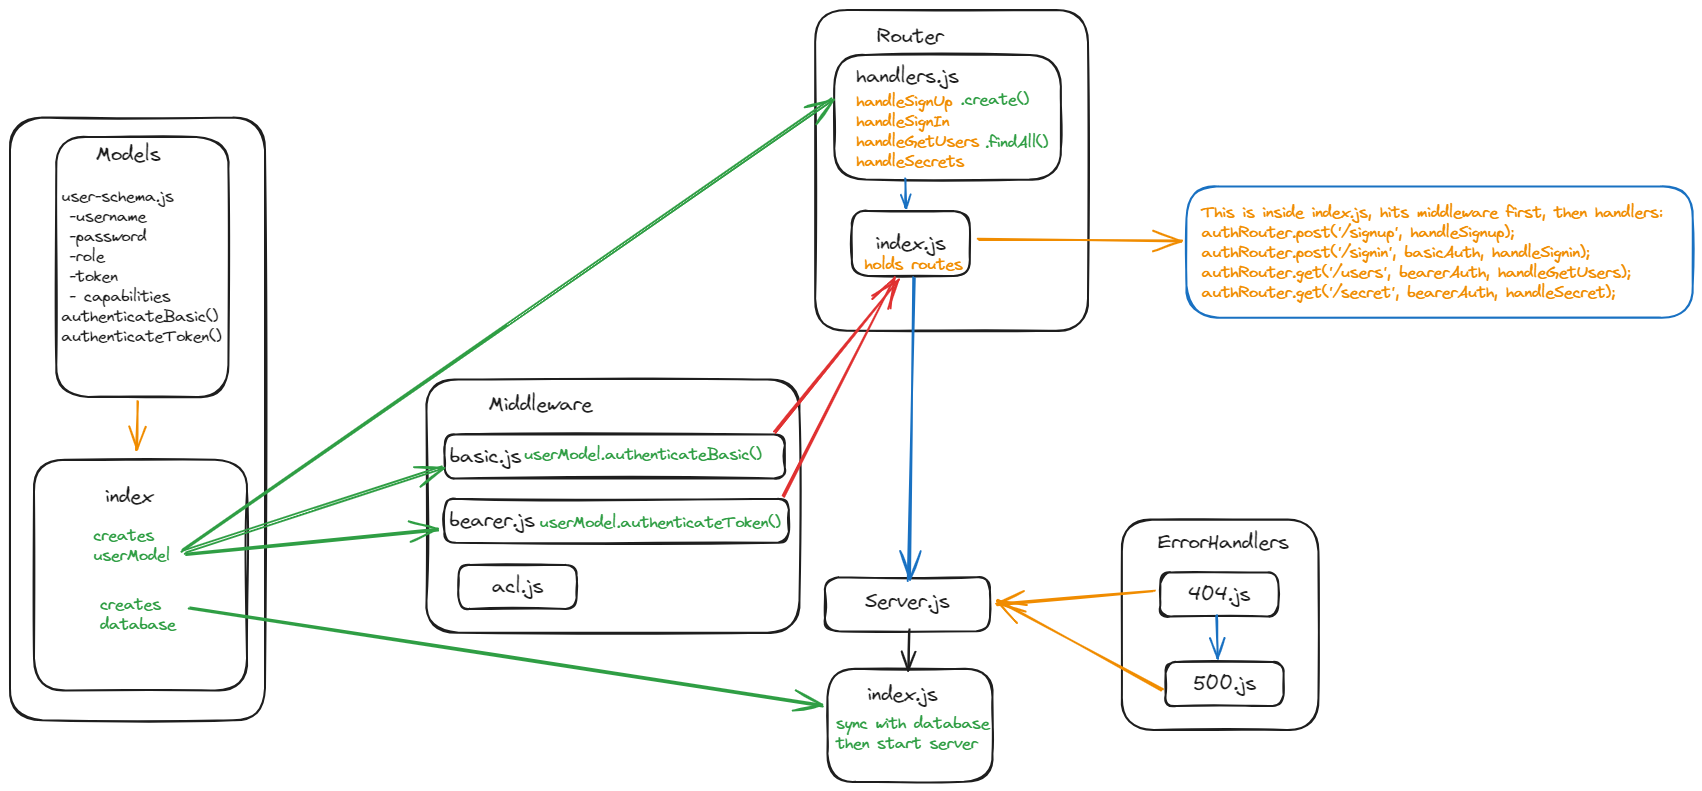 Router
handlers.js
handleSignUp .create()
handleSignIn
handleGetUsers .findAll()
handleSecrets
index.js
holds routes
This is inside index.js, hits middleware first, then handlers:
authRouter.post('/signup', handleSignup);
authRouter.post('/signin', basicAuth, handleSignin);
authRouter.get('/users', bearerAuth, handleGetUsers);
authRouter.get('/secret', bearerAuth, handleSecret);
Models
user-schema.js
-username
-password
-role
-token
- capabilities
authenticateBasic()
authenticateToken()
index
creates
userModel
creates
database
Middleware
basic.js userModel.authenticateBasic()
bearer.js userModel.authenticateToken()
acl.js
Server.js
index.js
sync with database
then start server
ErrorHandlers
404.js
500.js